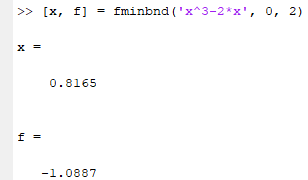 >> [x, f] = fminbnd('x^3-2*x', 0, 2)
x =
0.8165
f =
-1.0887